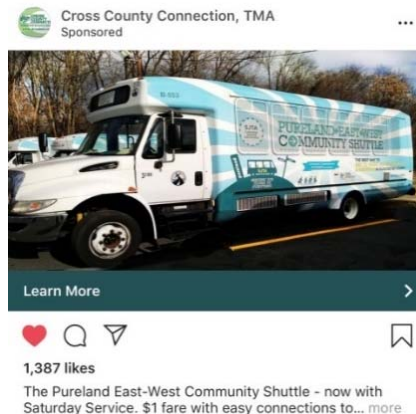 Cross County Connection, TMA
Sponsored
PURELAND EAST-WEST
COMMUNITY SHUTTLE
Learn More
1,387 likes
The Pureland East-West Community Shuttle - now with
Saturday Service. $1 fare with easy connections to... more